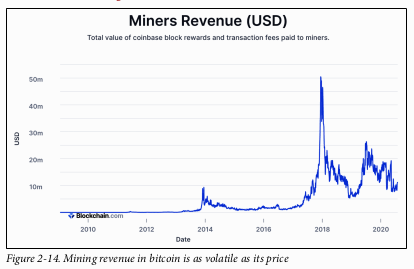 Miners Revenue (USD)
Total value of coinbase block rewards and transaction fees paid to miners.
50m
40m
30m
20m
10m
USD
Blockchain.com
2010
2012
2014
2016
2018
2020
Date
Figure 2-14. Mining revenue in bitcoin is as volatile as its price